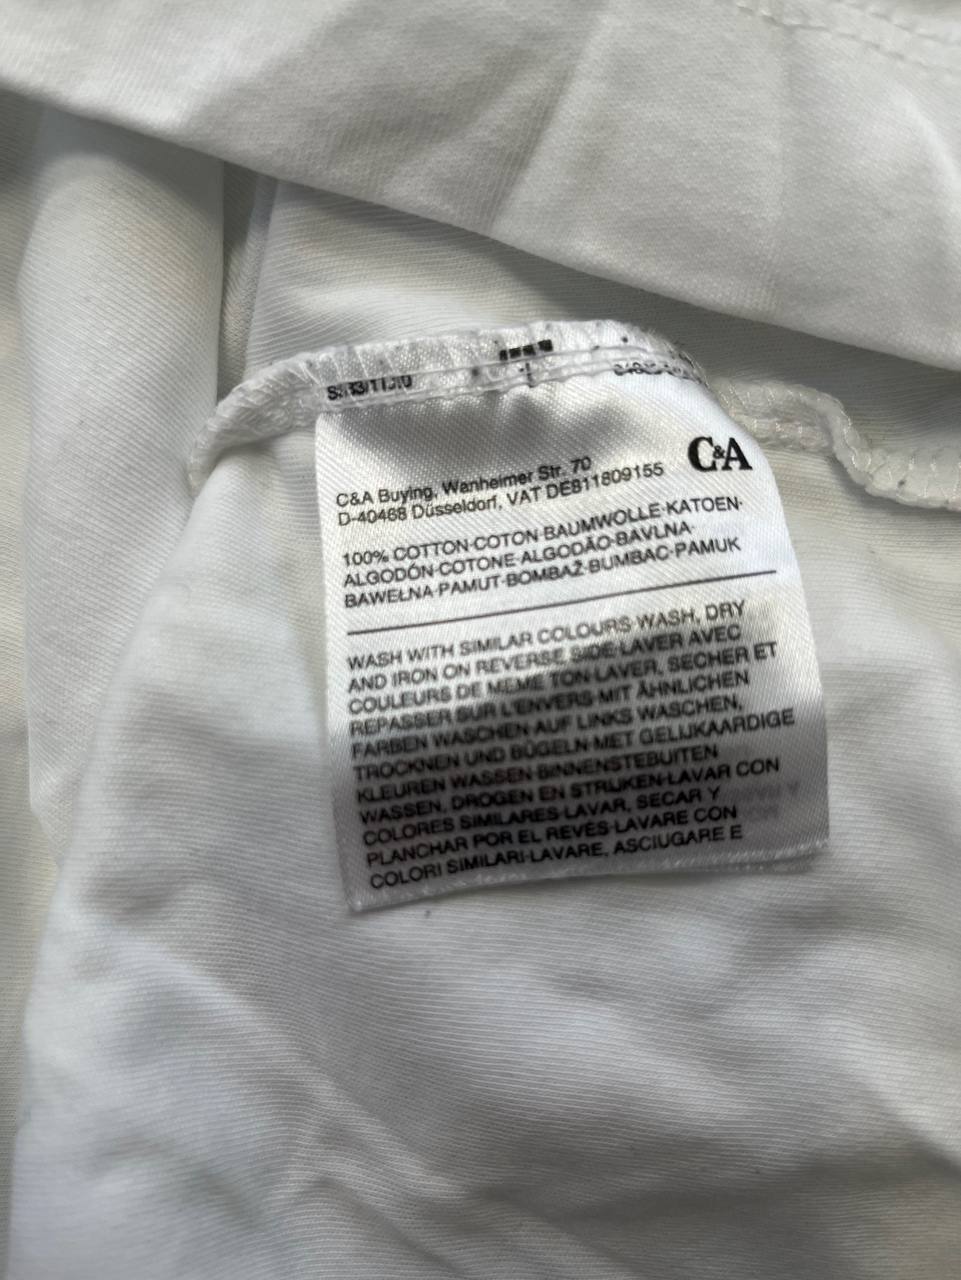 C&A
C&A Buying, Wanheimer Str. 70
D-40468 Düsseldorf, VAT DE811809155
100% COTTON·COTON·BAUMWOLLE·KATOEN·
ALGODÓN·COTONE·ALGODÃO·BAVLNA·
BAWEŁNA·PAMUT·BOMBAŽ·BUMBAC·PAMUK
WASH WITH SIMILAR COLOURS·WASH, DRY
AND IRON ON REVERSE SIDE·LAVER AVEC
COULEURS DE MEME TON·LAVER, SECHER ET
REPASSER SUR L'ENVERS·MIT ÄHNLICHEN
FARBEN WASCHEN·AUF LINKS WASCHEN,
TROCKNEN UND BÜGELN·MET GELIJKAARDIGE
KLEUREN WASSEN·BINNENSTEBUITEN
WASSEN, DROGEN EN STRIJKEN·LAVAR CON
COLORES SIMILARES·LAVAR, SECAR Y
PLANCHAR POR EL REVÉS·LAVARE CON
COLORI SIMILARI·LAVARE, ASCIUGARE E